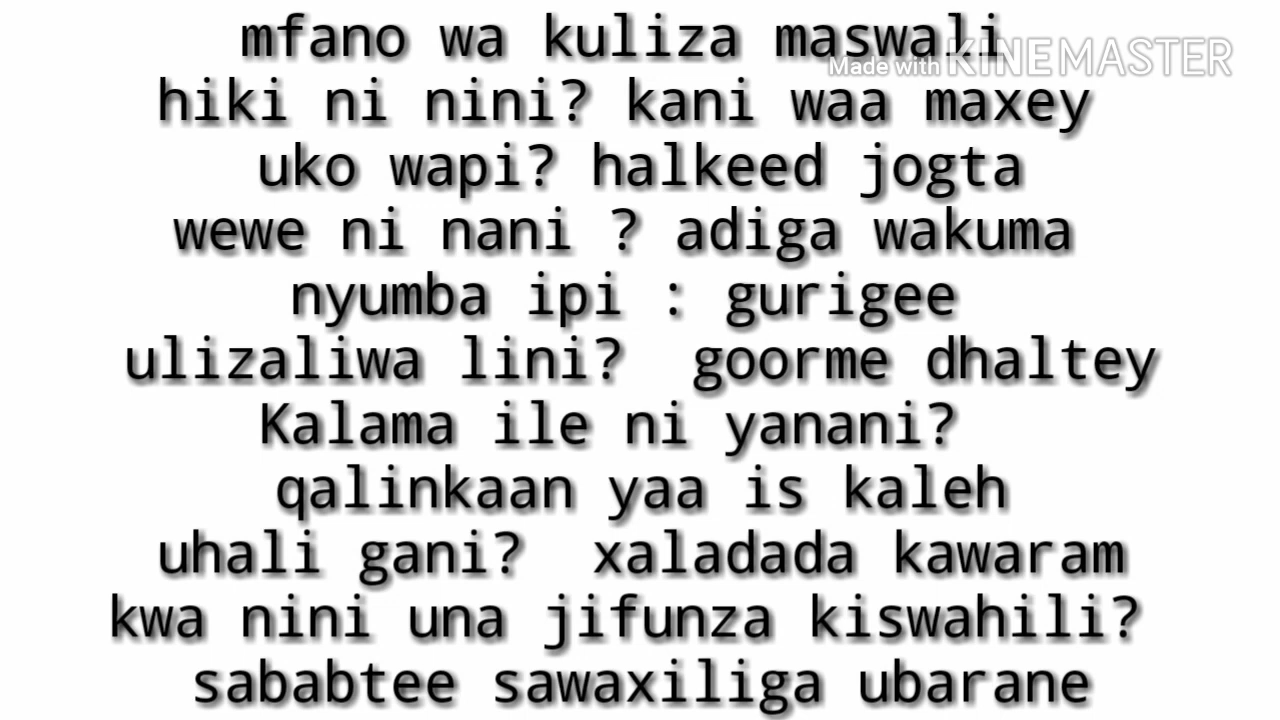 mfano wa kuliza maswali
Made with KINEMASTER
hiki ni nini? kani waa maxey
uko wapi? halkeed jogta
wewe ni nani ? adiga wakuma
nyumba ipi : gurigee
ulizaliwa lini?  goorme dhaltey
Kalama ile ni yanani?
qalinkaan yaa is kaleh
uhali gani?  xaladada kawaram
kwa nini una jifunza kiswahili?
sababtee sawaxiliga ubarane